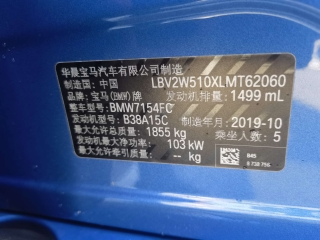 华晨宝马汽车有限公司制造
制造国：中国 LBV2W510XLMT62060
品牌：宝马(BMW)牌 发动机排量：1499 mL
整车型号：BMW7154FC
发动机型号：B38A15C 制造年月：2019-10
最大允许总质量：1855 kg 乘坐人数：5
发动机最大净功率：103 kW
最大允许牵引质量：-- kg
B45
8 738 756